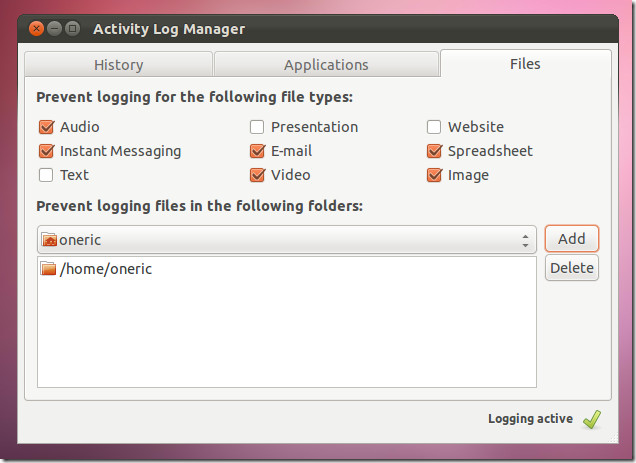 Activity Log Manager
History Applications Files
Prevent logging for the following file types:
Audio Presentation Website
Instant Messaging E-mail Spreadsheet
Text Video Image
Prevent logging files in the following folders:
oneric Add
/home/oneric Delete
Logging active